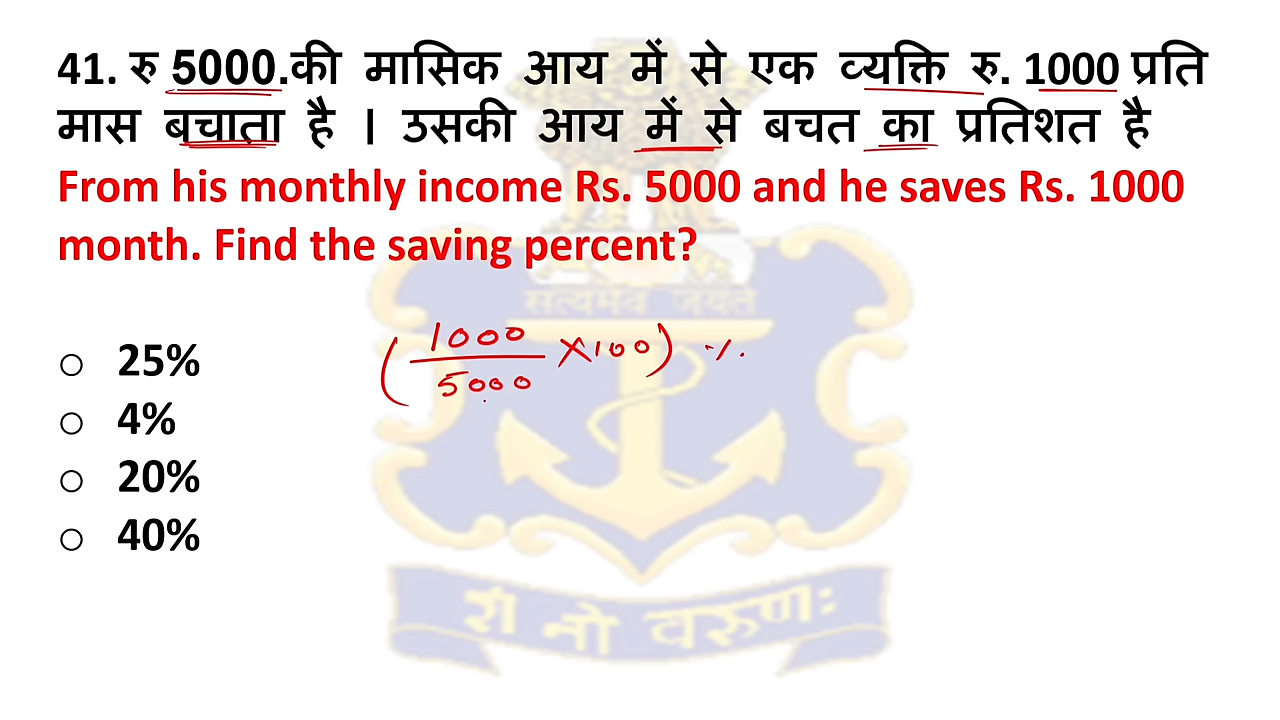 41. रु 5000.की मासिक आय में से एक व्यक्ति रु. 1000 प्रति
मास बचाता है । उसकी आय में से बचत का प्रतिशत है
From his monthly income Rs. 5000 and he saves Rs. 1000
month. Find the saving percent?
सत्यमेव जयते
(1000/5000 ×100) %
25%
4%
20%
40%
शं नो वरुणः